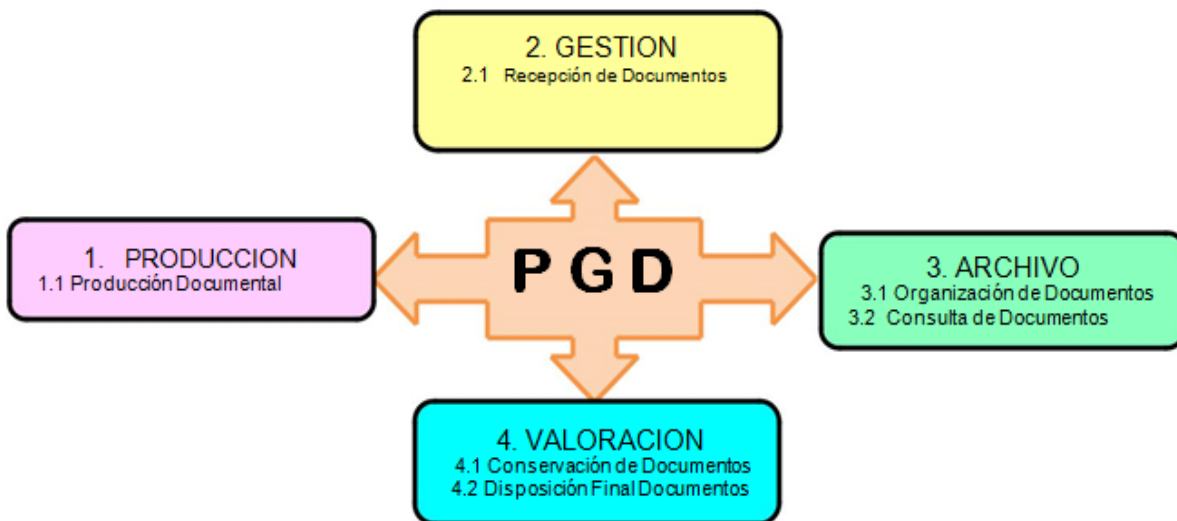 2. GESTION
2.1 Recepción de Documentos
1. PRODUCCION
1.1 Producción Documental
P G D
3. ARCHIVO
3.1 Organización de Documentos
3.2 Consulta de Documentos
4. VALORACION
4.1 Conservación de Documentos
4.2 Disposición Final Documentos